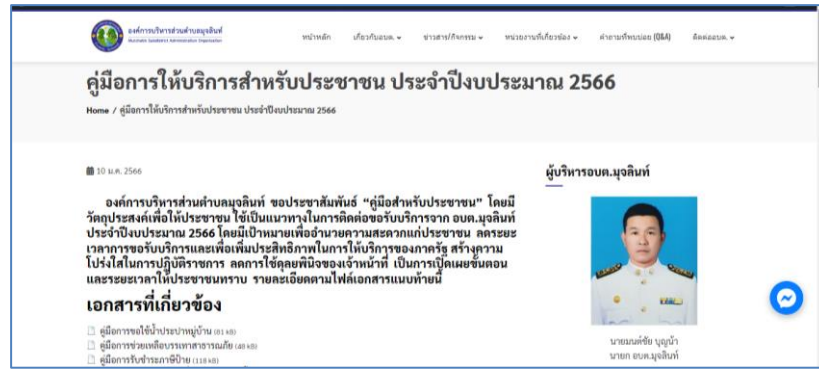 องค์การบริหารส่วนตำบลมุจลินท์
หน้าหลัก เกี่ยวกับอบต. ข่าวสาร/กิจกรรม หน่วยงานที่เกี่ยวข้อง คำถามที่พบบ่อย (Q&A) ติดต่ออบต.
คู่มือการให้บริการสำหรับประชาชน ประจำปีงบประมาณ 2566
Home / คู่มือการให้บริการสำหรับประชาชน ประจำปีงบประมาณ 2566
10 ม.ค. 2566
ผู้บริหารอบต.มุจลินท์
องค์การบริหารส่วนตำบลมุจลินท์ ขอประชาสัมพันธ์ “คู่มือสำหรับประชาชน” โดยมี
วัตถุประสงค์เพื่อให้ประชาชน ใช้เป็นแนวทางในการติดต่อขอรับบริการจาก อบต.มุจลินท์
ประจำปีงบประมาณ 2566 โดยมีเป้าหมายเพื่ออำนวยความสะดวกแก่ประชาชน ลดระยะ
เวลาการขอรับบริการและเพื่อเพิ่มประสิทธิภาพในการให้บริการของภาครัฐ สร้างความ
โปร่งใสในการปฏิบัติราชการ ลดการใช้ดุลยพินิจของเจ้าหน้าที่ เป็นการเปิดเผยขั้นตอน
และระยะเวลาให้ประชาชนทราบ รายละเอียดตามไฟล์เอกสารแนบท้ายนี้
เอกสารที่เกี่ยวข้อง
คู่มือการขอใช้น้ำประปาหมู่บ้าน (81 kB)
คู่มือการช่วยเหลือบรรเทาสาธารณภัย (48 kB)
คู่มือการรับชำระภาษีป้าย (118 kB)
นายมนต์ชัย บุญนำ
นายก อบต.มุจลินท์